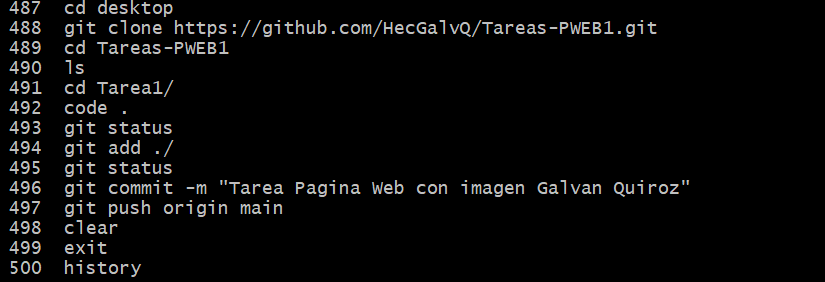 487 cd desktop
488 git clone https://github.com/HecGalvQ/Tareas-PWEB1.git
489 cd Tareas-PWEB1
490 ls
491 cd Tarea1/
492 code .
493 git status
494 git add ./
495 git status
496 git commit -m "Tarea Pagina Web con imagen Galvan Quiroz"
497 git push origin main
498 clear
499 exit
500 history